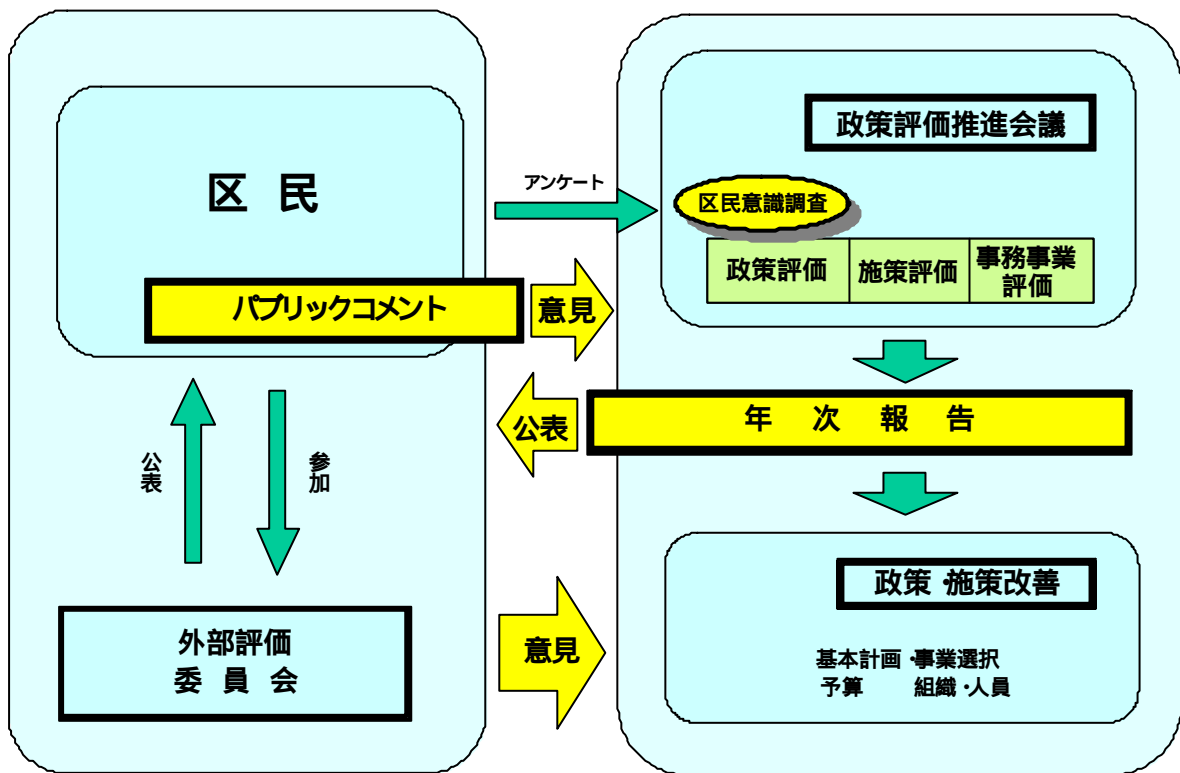 区 民
パブリックコメント
公表
参加
外部評価
委 員 会
アンケート
意見
公表
意見
政策評価推進会議
区民意識調査
政策評価
施策評価
事務事業
評価
年 次 報 告
政策・施策改善
基本計画・事業選択
予算 組織・人員